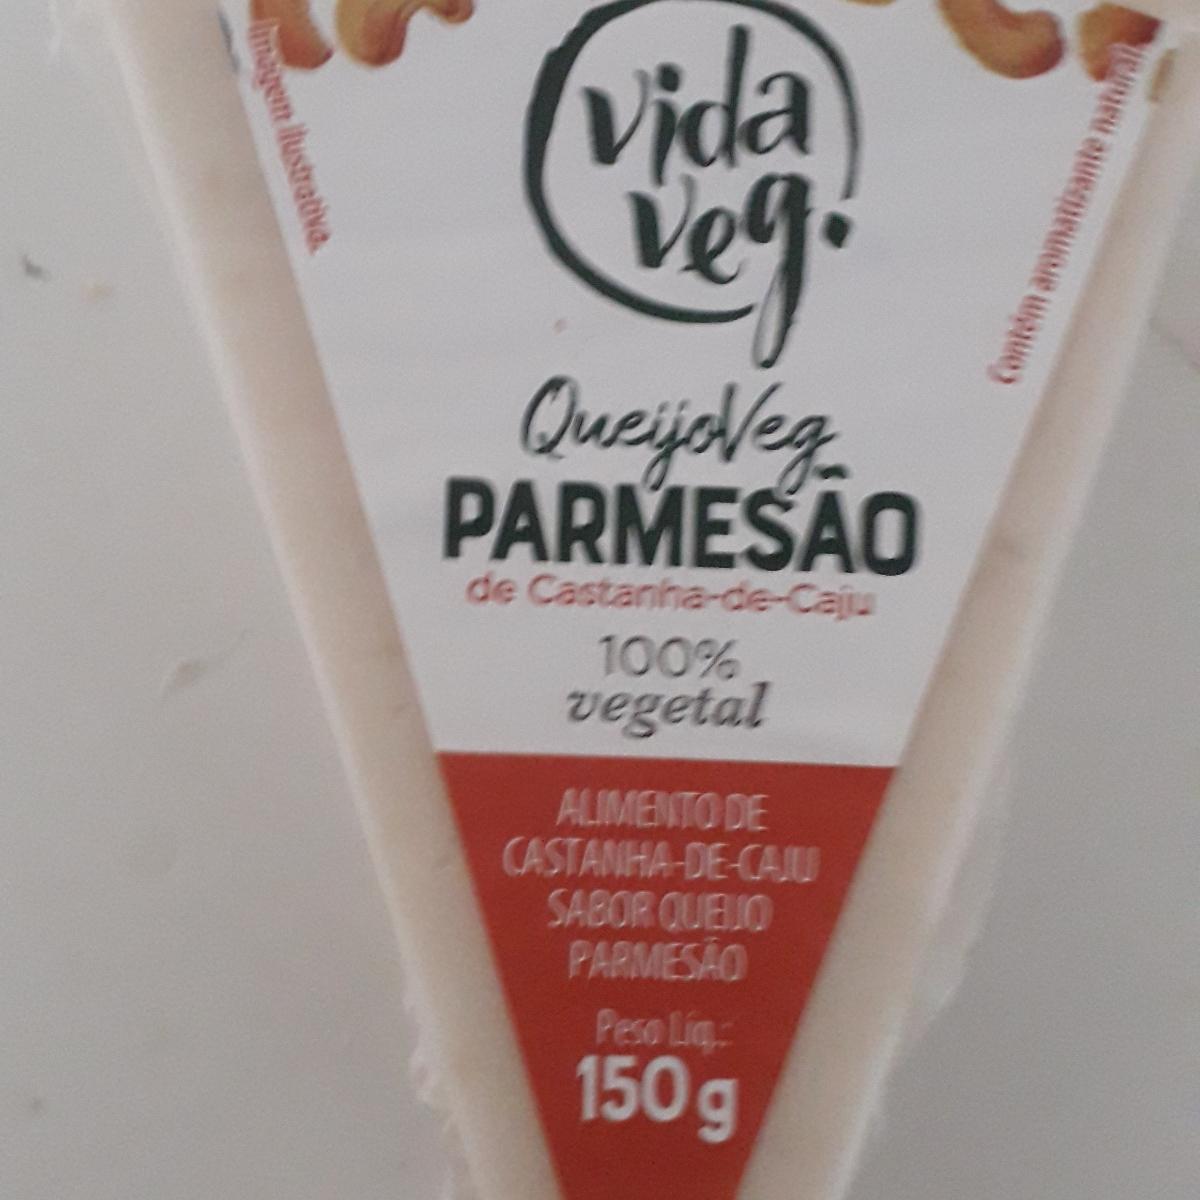 Imagem ilustrativa.
vida
veg.
Contém aromatizante natural.
QueijoVeg
PARMESÃO
de Castanha-de-Caju
100%
vegetal
ALIMENTO DE
CASTANHA-DE-CAJU
SABOR QUEIJO
PARMESÃO
Peso Líq.:
150g